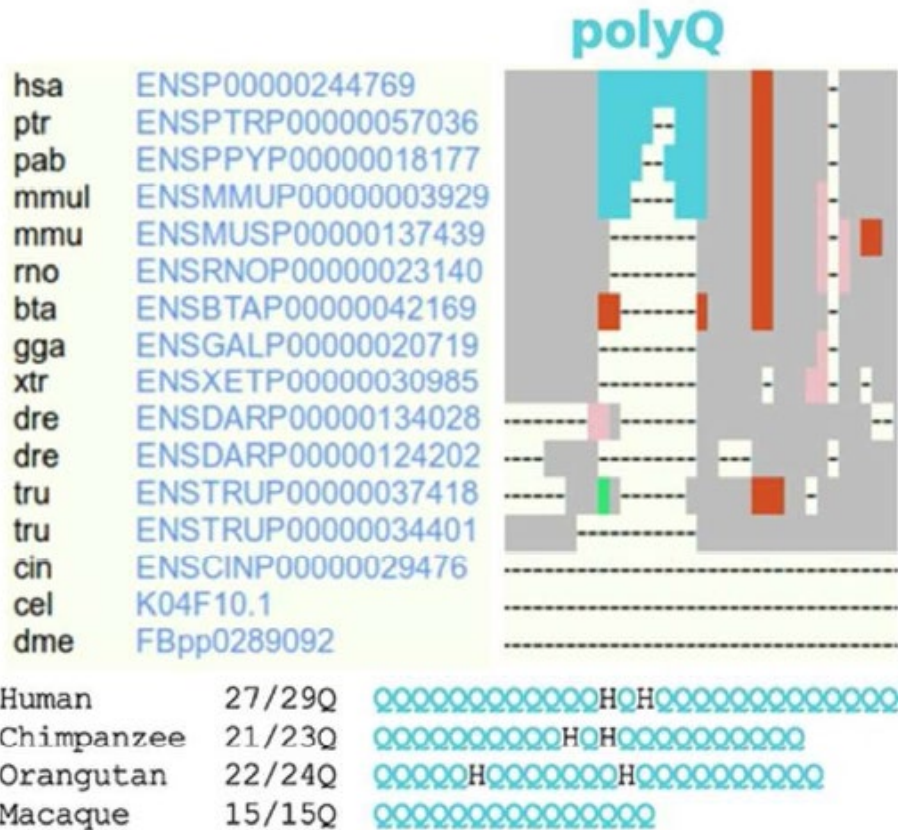 polyQ
hsa ENSP00000244769
ptr ENSPTRP00000057036
pab ENSPPYP00000018177
mmul ENSMMUP00000003929
mmu ENSMUSP00000137439
rno ENSRNOP00000023140
bta ENSBTAP00000042169
gga ENSGALP00000020719
xtr ENSXETP00000030985
dre ENSDARP00000134028
dre ENSDARP00000124202
tru ENSTRUP00000037418
tru ENSTRUP00000034401
cin ENSCINP00000029476
cel K04F10.1
dme FBpp0289092
Human 27/29Q QQQQQQQQQQQQHQHQQQQQQQQQQQQQ
Chimpanzee 21/23Q QQQQQQQQQQHQHQQQQQQQQQQ
Orangutan 22/24Q QQQQQHQQQQQQQHQQQQQQQQQQ
Macaque 15/15Q QQQQQQQQQQQQQQQ